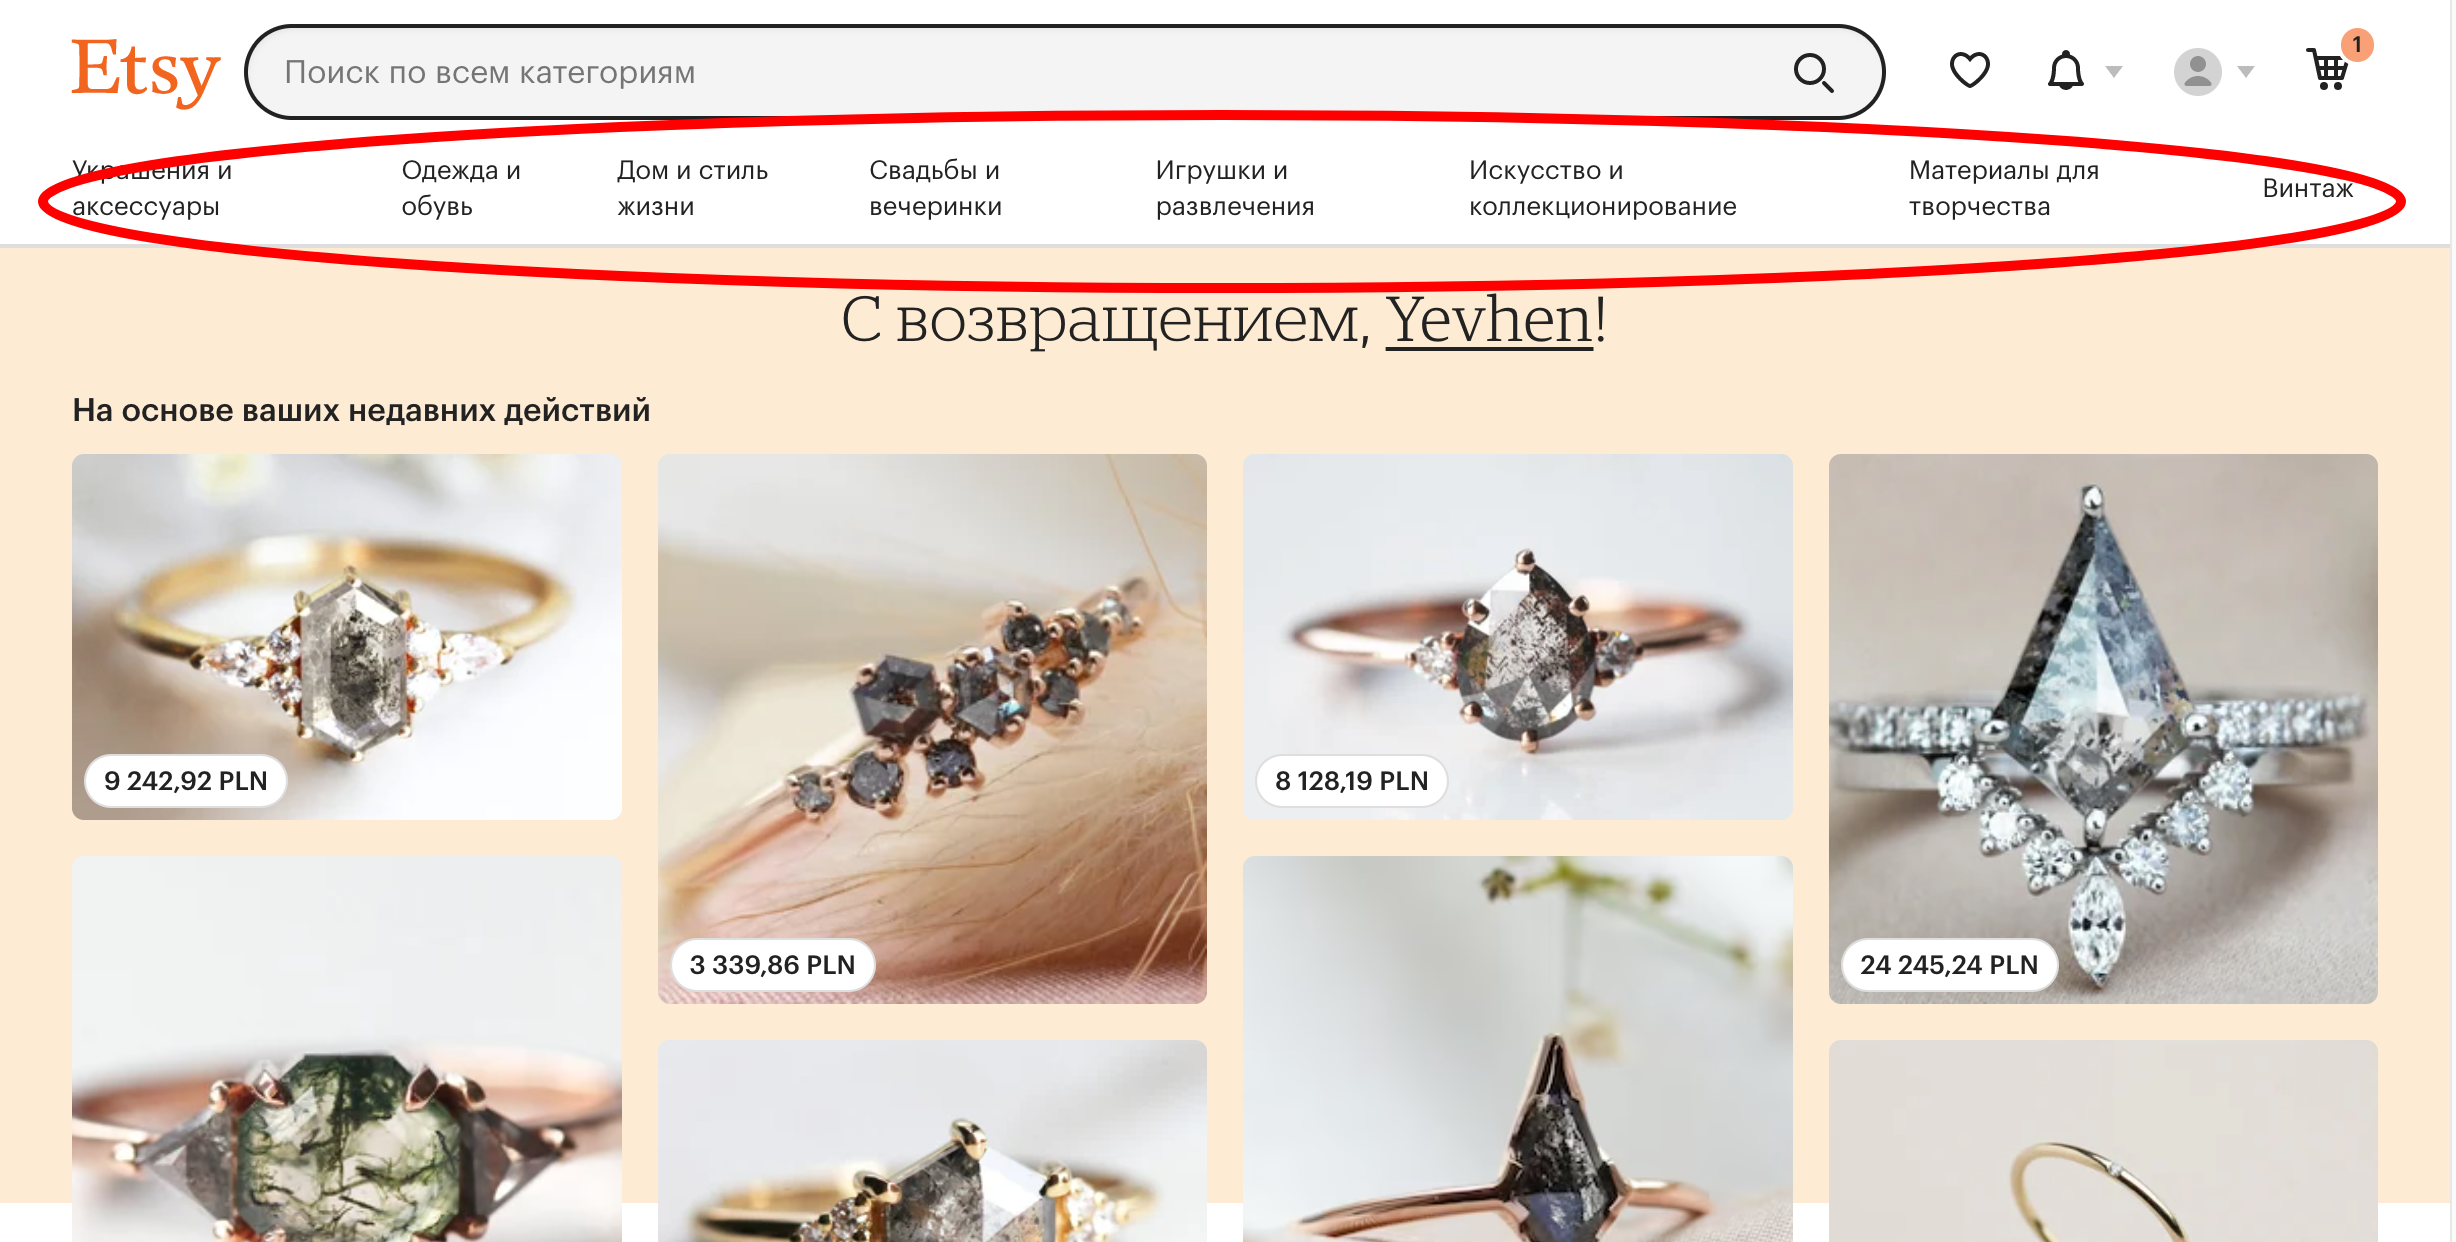 Etsy
Поиск по всем категориям
1
Украшения и
аксессуары
Одежда и
обувь
Дом и стиль
жизни
Свадьбы и
вечеринки
Игрушки и
развлечения
Искусство и
коллекционирование
Материалы для
творчества
Винтаж
С возвращением, Yevhen!
На основе ваших недавних действий
9 242,92 PLN
3 339,86 PLN
8 128,19 PLN
24 245,24 PLN